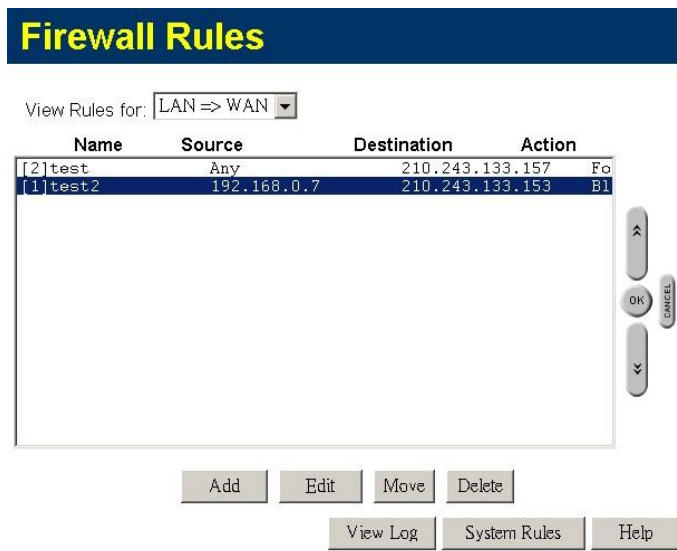 Firewall Rules
View Rules for: LAN => WAN
Name Source Destination Action
[2]test Any 210.243.133.157 Fo
[1]test2 192.168.0.7 210.243.133.153 Bl
OK
CANCEL
Add Edit Move Delete
View Log System Rules Help